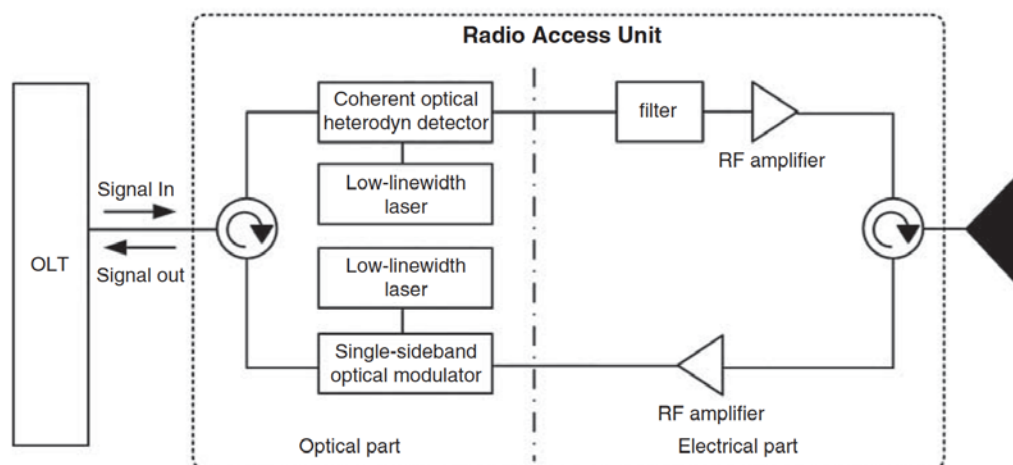 Radio Access Unit
Coherent optical
heterodyn detector
filter
RF amplifier
Low-linewidth
laser
Signal In
OLT
Signal out
Low-linewidth
laser
Single-sideband
optical modulator
RF amplifier
Optical part
Electrical part